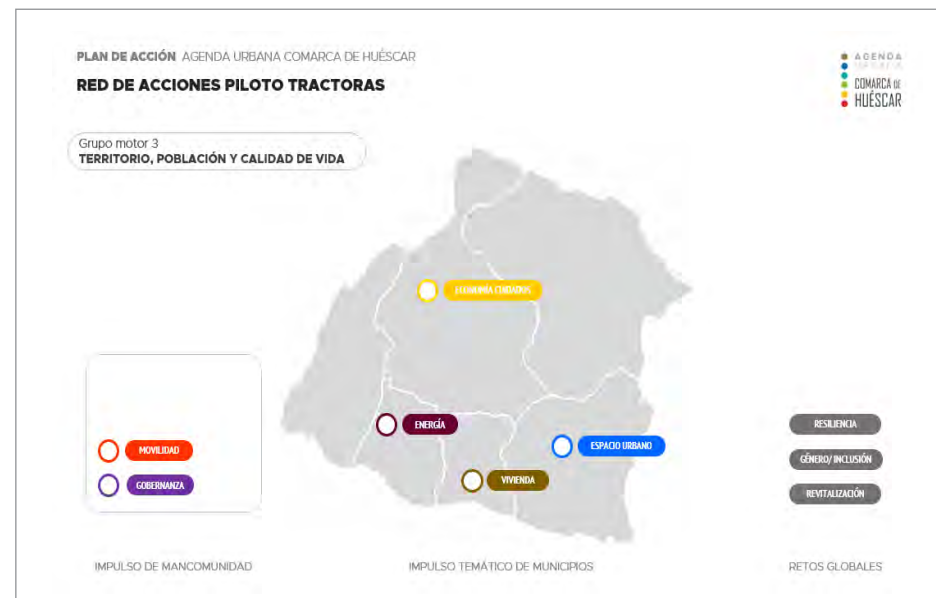 PLAN DE ACCIÓN AGENDA URBANA COMARCA DE HUÉSCAR
RED DE ACCIONES PILOTO TRACTORAS
AGENDA
COMARCA DE
HUÉSCAR
Grupo motor 3
TERRITORIO, POBLACIÓN Y CALIDAD DE VIDA
ECONOMÍA CUIDADOS
ENERGÍA
ESPACIO URBANO
VIVIENDA
MOVILIDAD
GOBERNANZA
RESILIENCIA
GÉNERO/ INCLUSIÓN
REVITALIZACIÓN
IMPULSO DE MANCOMUNIDAD
IMPULSO TEMÁTICO DE MUNICIPIOS
RETOS GLOBALES